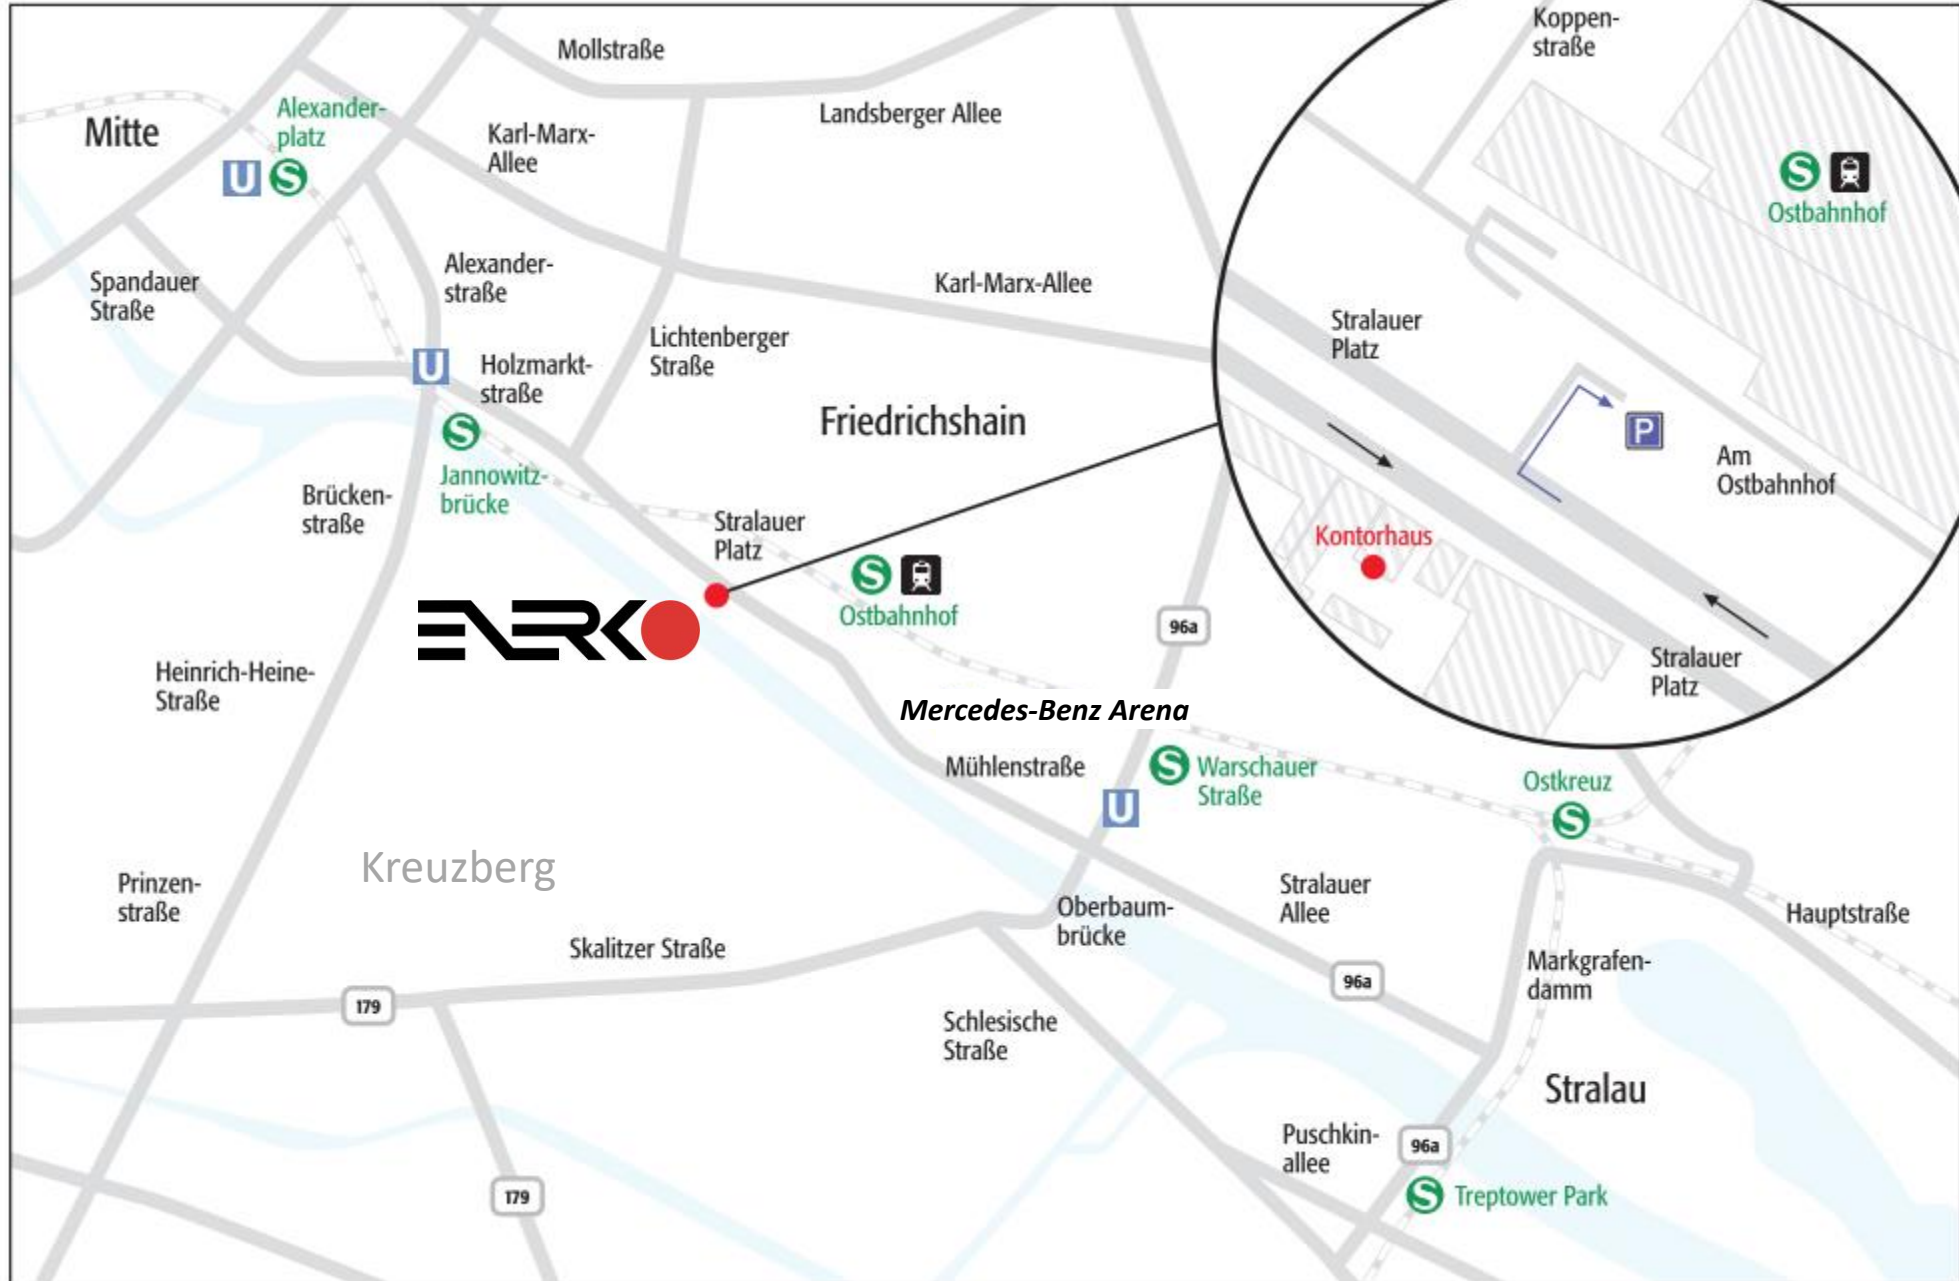 Koppen-
straße
Mollstraße
Alexander-
platz
Mitte
Landsberger Allee
Karl-Marx-
Allee
U S
S
Ostbahnhof
Alexander-
straße
Spandauer
Straße
Karl-Marx-Allee
Stralauer
Platz
Lichtenberger
Straße
U
Holzmarkt-
straße
Friedrichshain
P
S
Am
Ostbahnhof
Jannowitz-
brücke
Brücken-
straße
Stralauer
Platz
Kontorhaus
S
Ostbahnhof
ENERKO
96a
Heinrich-Heine-
Straße
Stralauer
Platz
Mercedes-Benz Arena
Mühlenstraße
S
Warschauer
Straße
U
Ostkreuz
S
Kreuzberg
Prinzen-
straße
Stralauer
Allee
Oberbaum-
brücke
Hauptstraße
Skalitzer Straße
Markgrafen-
damm
96a
179
Schlesische
Straße
Stralau
Puschkin-
allee
96a
179
S Treptower Park